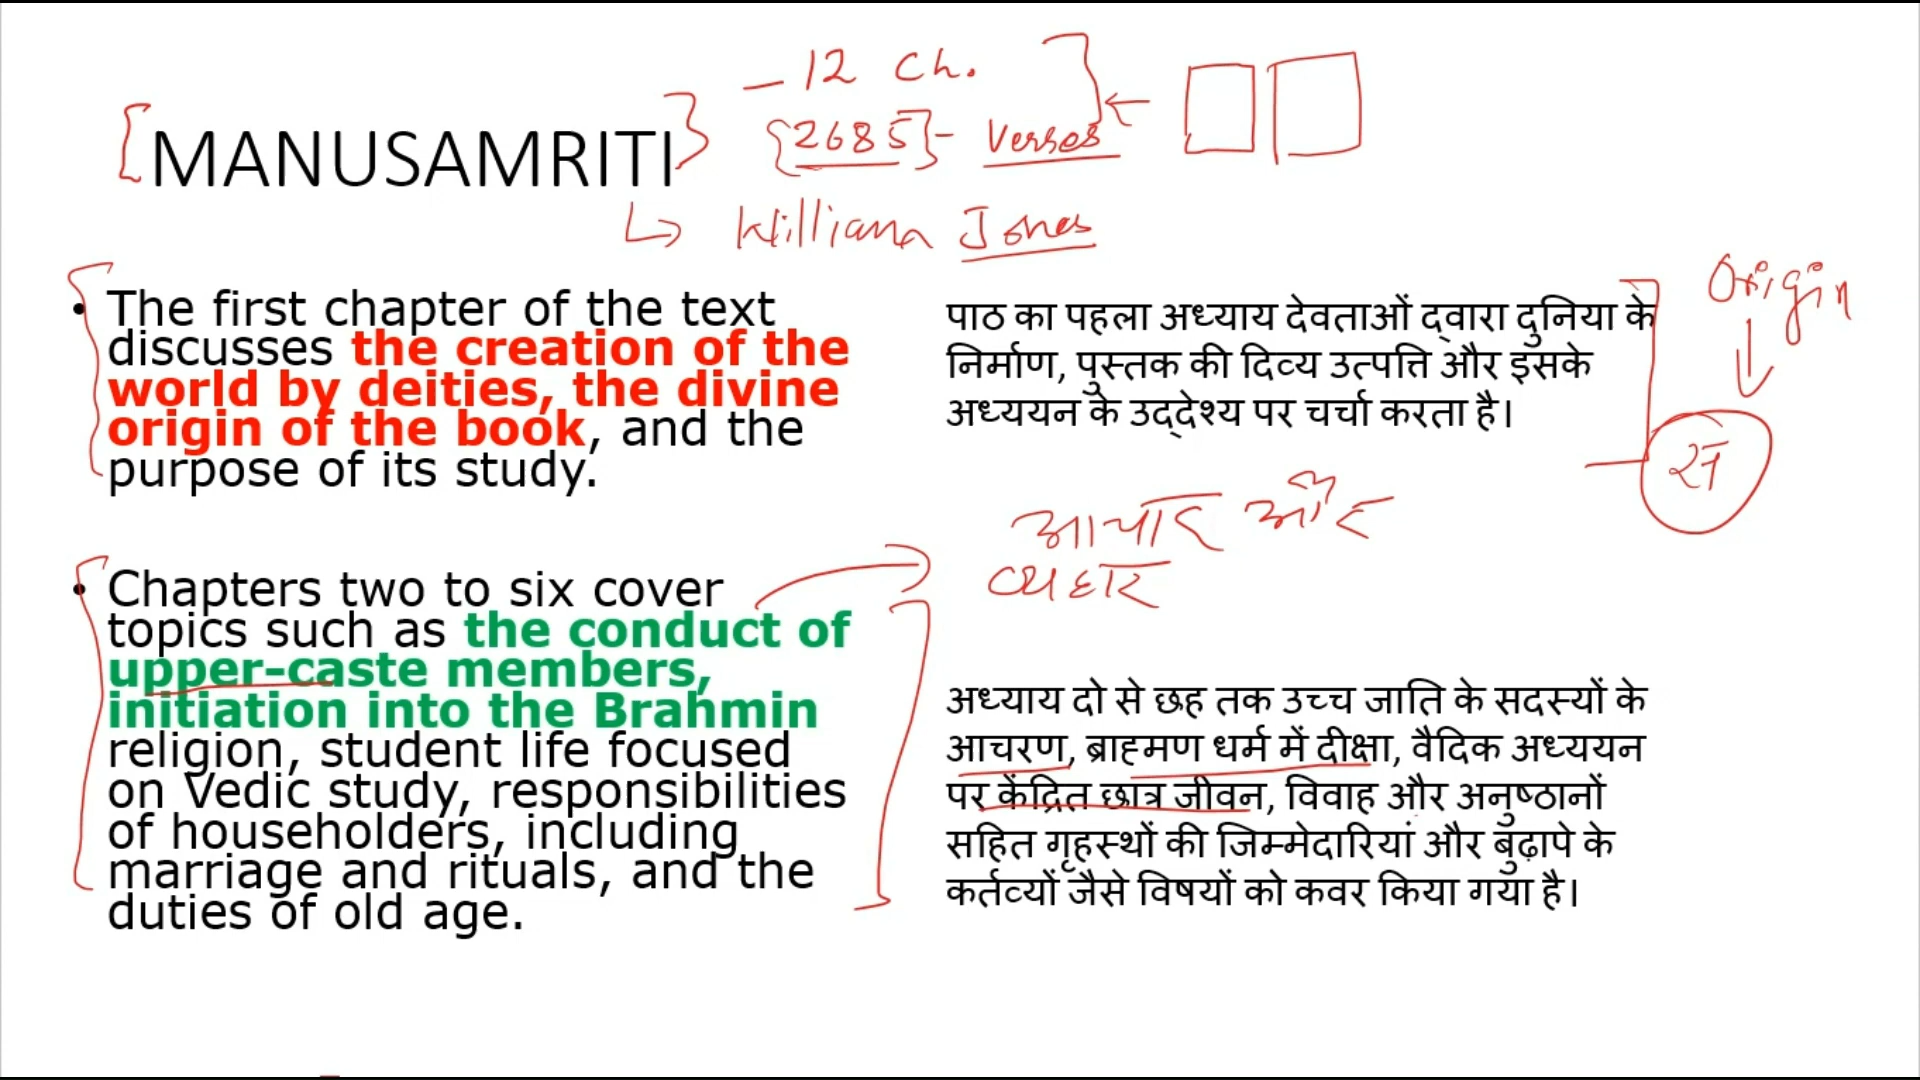 - 12 Ch.
[MANUSAMRITI}
{2685}- Verses
William Jones
• The first chapter of the text
discusses the creation of the
world by deities, the divine
origin of the book, and the
purpose of its study.
पाठ का पहला अध्याय देवताओं द्वारा दुनिया के
निर्माण, पुस्तक की दिव्य उत्पत्ति और इसके
अध्ययन के उद्देश्य पर चर्चा करता है।
Origin
और
• Chapters two to six cover
topics such as the conduct of
upper-caste members,
initiation into the Brahmin
religion, student life focused
on Vedic study, responsibilities
of householders, including
marriage and rituals, and the
duties of old age.
अध्याय दो से छह तक उच्च जाति के सदस्यों के
आचरण, ब्राह्मण धर्म में दीक्षा, वैदिक अध्ययन
पर केंद्रित छात्र जीवन, विवाह और अनुष्ठानों
सहित गृहस्थों की जिम्मेदारियां और बुढ़ापे के
कर्तव्यों जैसे विषयों को कवर किया गया है।